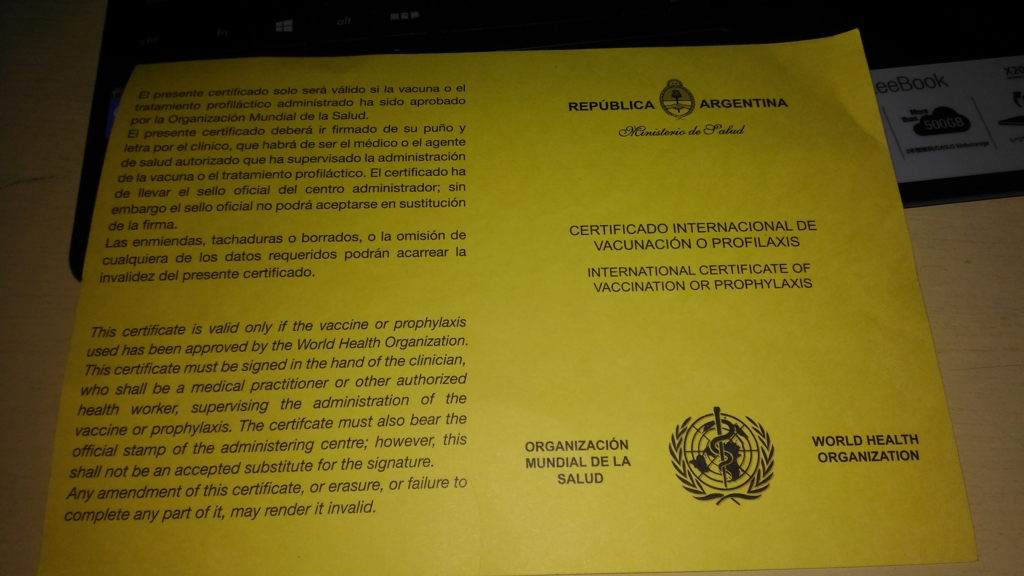 El presente certificado solo será válido si la vacuna o el
tratamiento profiláctico administrado ha sido aprobado
por la Organización Mundial de la Salud.
El presente certificado deberá ir firmado de su puño y
letra por el clínico, que habrá de ser el médico o el agente
de salud autorizado que ha supervisado la administración
de la vacuna o el tratamiento profiláctico. El certificado ha
de llevar el sello oficial del centro administrador; sin
embargo el sello oficial no podrá aceptarse en sustitución
de la firma.
Las enmiendas, tachaduras o borrados, o la omisión de
cualquiera de los datos requeridos podrán acarrear la
invalidez del presente certificado.
This certificate is valid only if the vaccine or prophylaxis
used has been approved by the World Health Organization.
This certificate must be signed in the hand of the clinician,
who shall be a medical practitioner or other authorized
health worker, supervising the administration of the
vaccine or prophylaxis. The certifcate must also bear the
official stamp of the administering centre; however, this
shall not be an accepted substitute for the signature.
Any amendment of this certificate, or erasure, or failure to
complete any part of it, may render it invalid.
REPÚBLICA ARGENTINA
Ministerio de Salud
CERTIFICADO INTERNACIONAL DE
VACUNACIÓN O PROFILAXIS
INTERNATIONAL CERTIFICATE OF
VACCINATION OR PROPHYLAXIS
ORGANIZACIÓN
MUNDIAL DE LA
SALUD
WORLD HEALTH
ORGANIZATION
fn
alt
eeBook
X20
500GB